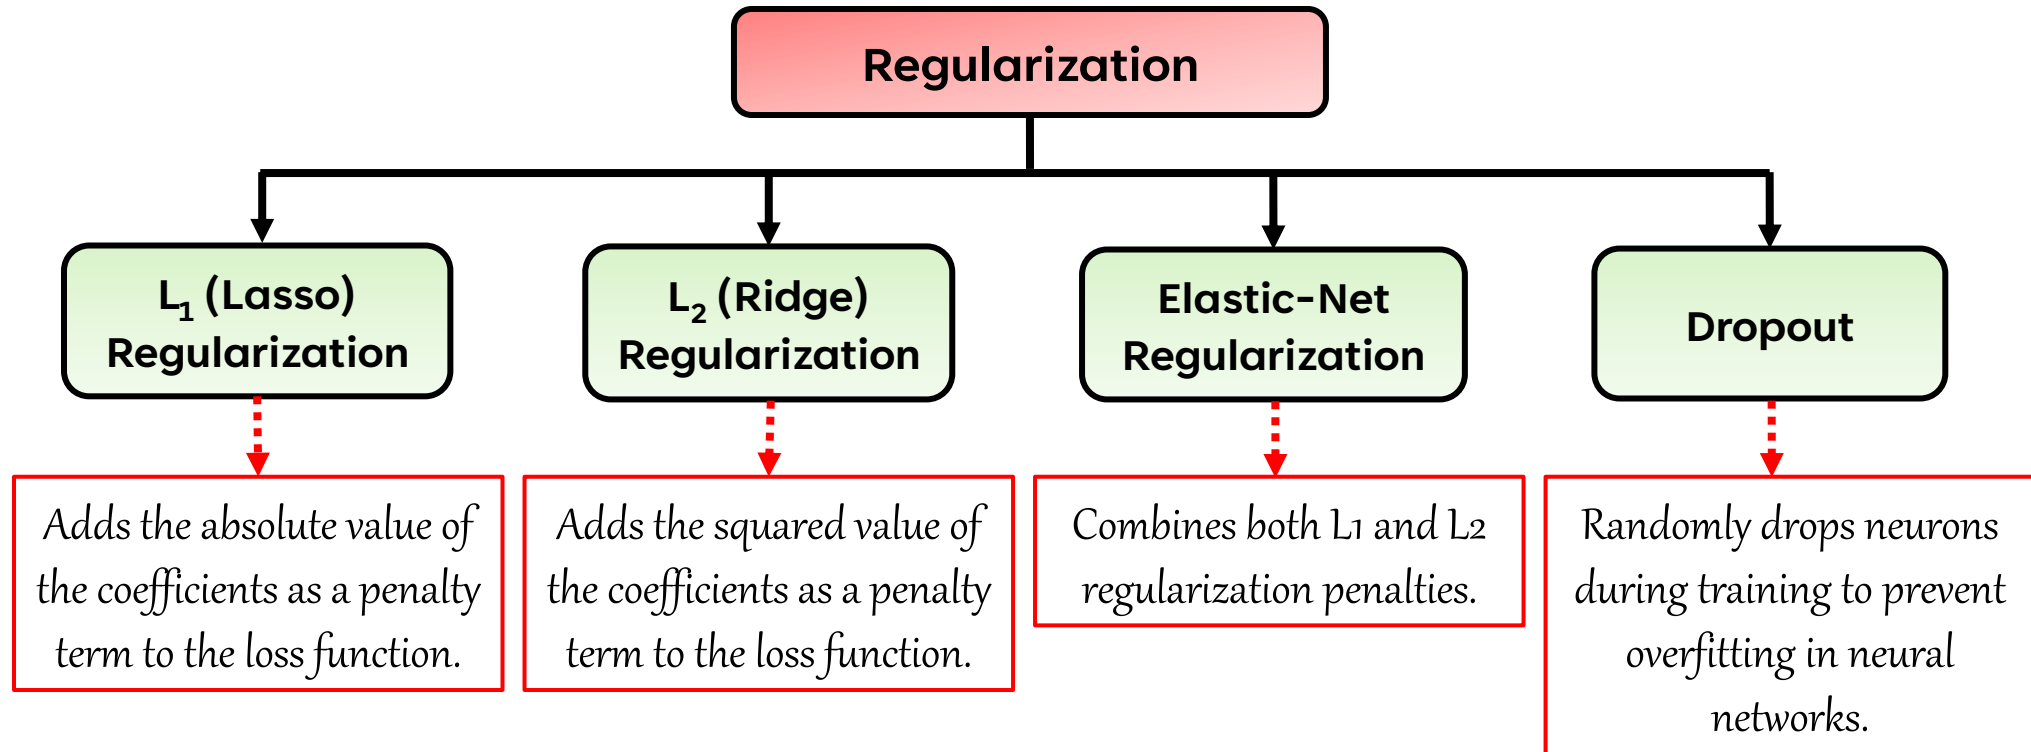 Regularization
L₁ (Lasso)
Regularization
L₂ (Ridge)
Regularization
Elastic-Net
Regularization
Dropout
Adds the absolute value of
the coefficients as a penalty
term to the loss function.
Adds the squared value of
the coefficients as a penalty
term to the loss function.
Combines both L1 and L2
regularization penalties.
Randomly drops neurons
during training to prevent
overfitting in neural
networks.